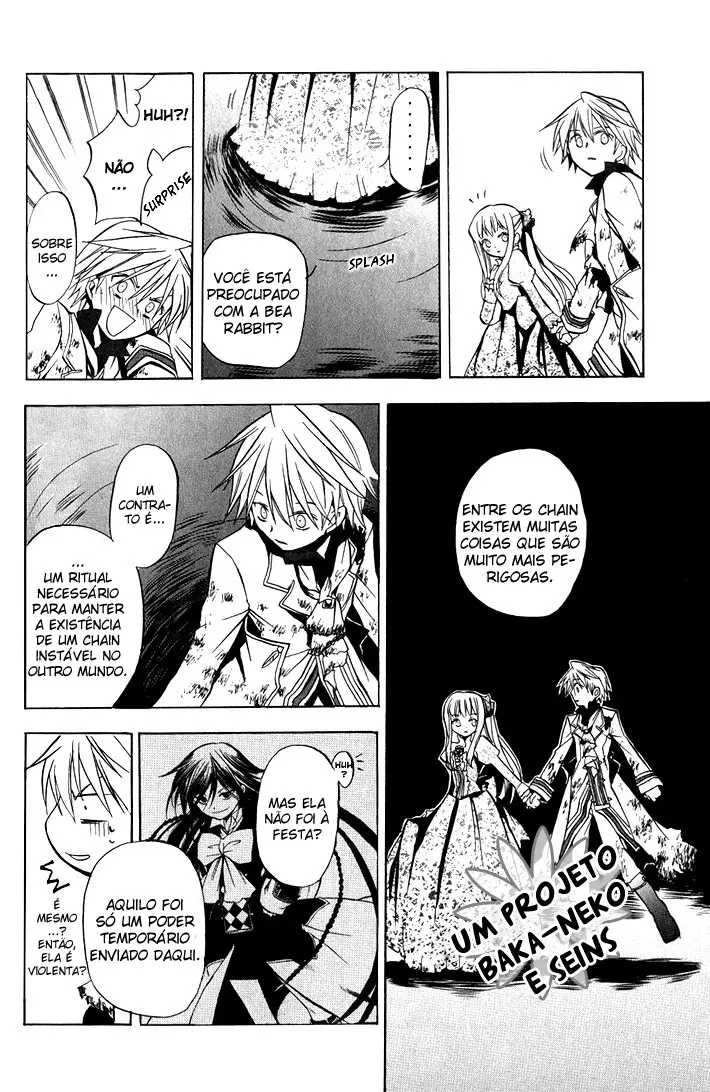 ......
VOCÊ ESTÁ
PREOCUPADO
COM A BEA
RABBIT?
SPLASH
HUH?!
NÃO
...
SURPRISE
SOBRE
ISSO
...
ENTRE OS CHAIN
EXISTEM MUITAS
COISAS QUE SÃO
MUITO MAIS PE-
RIGOSAS.
UM
CONTRA-
TO É...
...
UM RITUAL
NECESSÁRIO
PARA MANTER
A EXISTÊNCIA
DE UM CHAIN
INSTÁVEL NO
OUTRO MUNDO.
HUH
?
MAS ELA
NÃO FOI À
FESTA?
AQUILO FOI
SÓ UM PODER
TEMPORÁRIO
ENVIADO DAQUI.
É
MESMO
...?
ENTÃO,
ELA É
VIOLENTA?
UM PROJETO
BAKA-NEKO
E SEINS